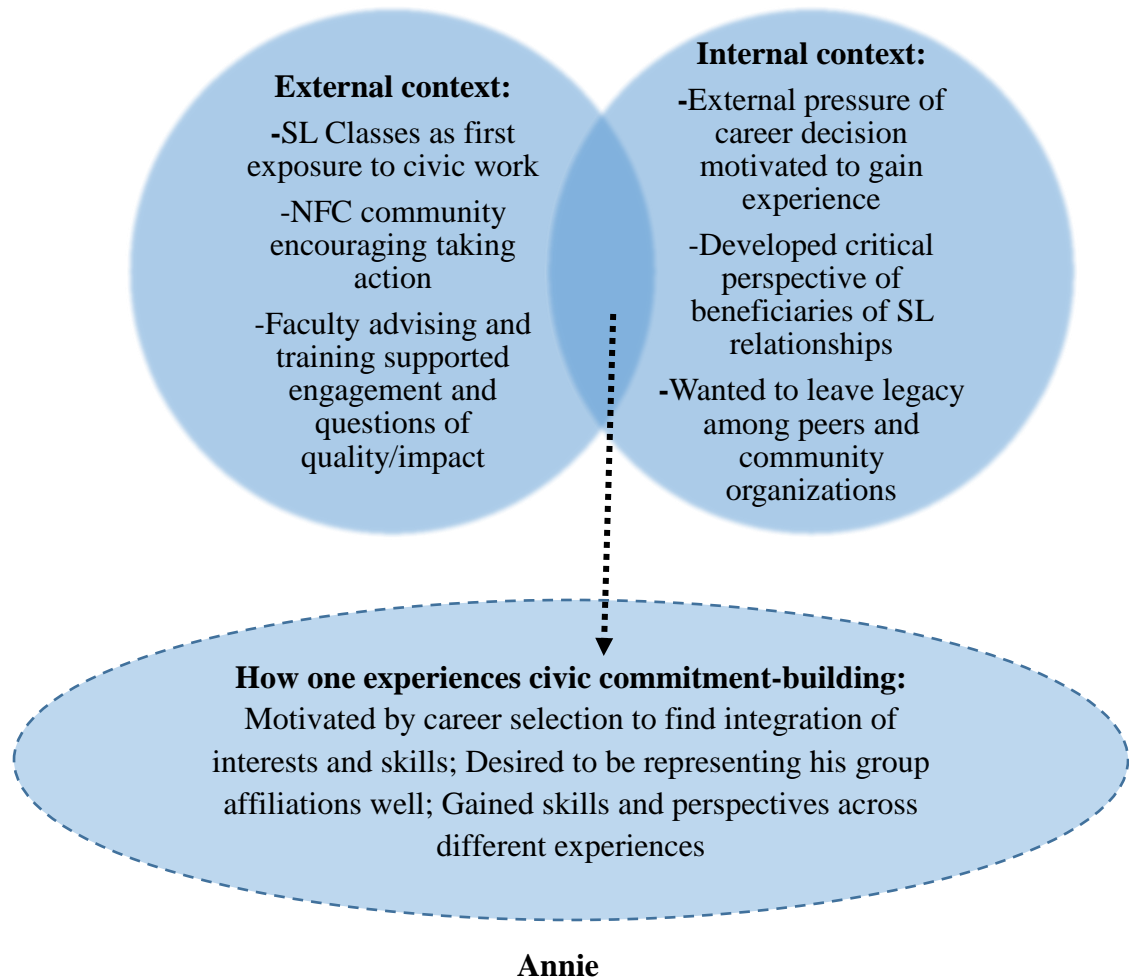 External context:
-SL Classes as first
exposure to civic work
-NFC community
encouraging taking
action
-Faculty advising and
training supported
engagement and
questions of
quality/impact
Internal context:
-External pressure of
career decision
motivated to gain
experience
-Developed critical
perspective of
beneficiaries of SL
relationships
-Wanted to leave legacy
among peers and
community
organizations
How one experiences civic commitment-building:
Motivated by career selection to find integration of
interests and skills; Desired to be representing his group
affiliations well; Gained skills and perspectives across
different experiences
Annie